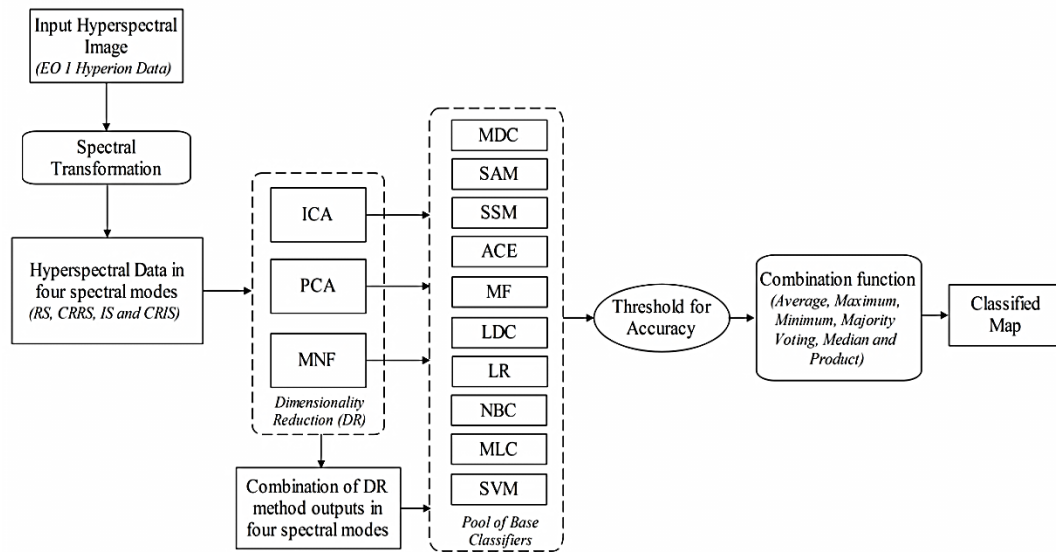 Input Hyperspectral
Image
(EO 1 Hyperion Data)
Spectral
Transformation
Hyperspectral Data in
four spectral modes
(RS, CRRS, IS and CRIS)
ICA
PCA
MNF
Dimensionality
Reduction (DR)
Combination of DR
method outputs in
four spectral modes
MDC
SAM
SSM
ACE
MF
LDC
LR
NBC
MLC
SVM
Pool of Base
Classifiers
Threshold for
Accuracy
Combination function
(Average, Maximum,
Minimum, Majority
Voting, Median and
Product)
Classified
Map